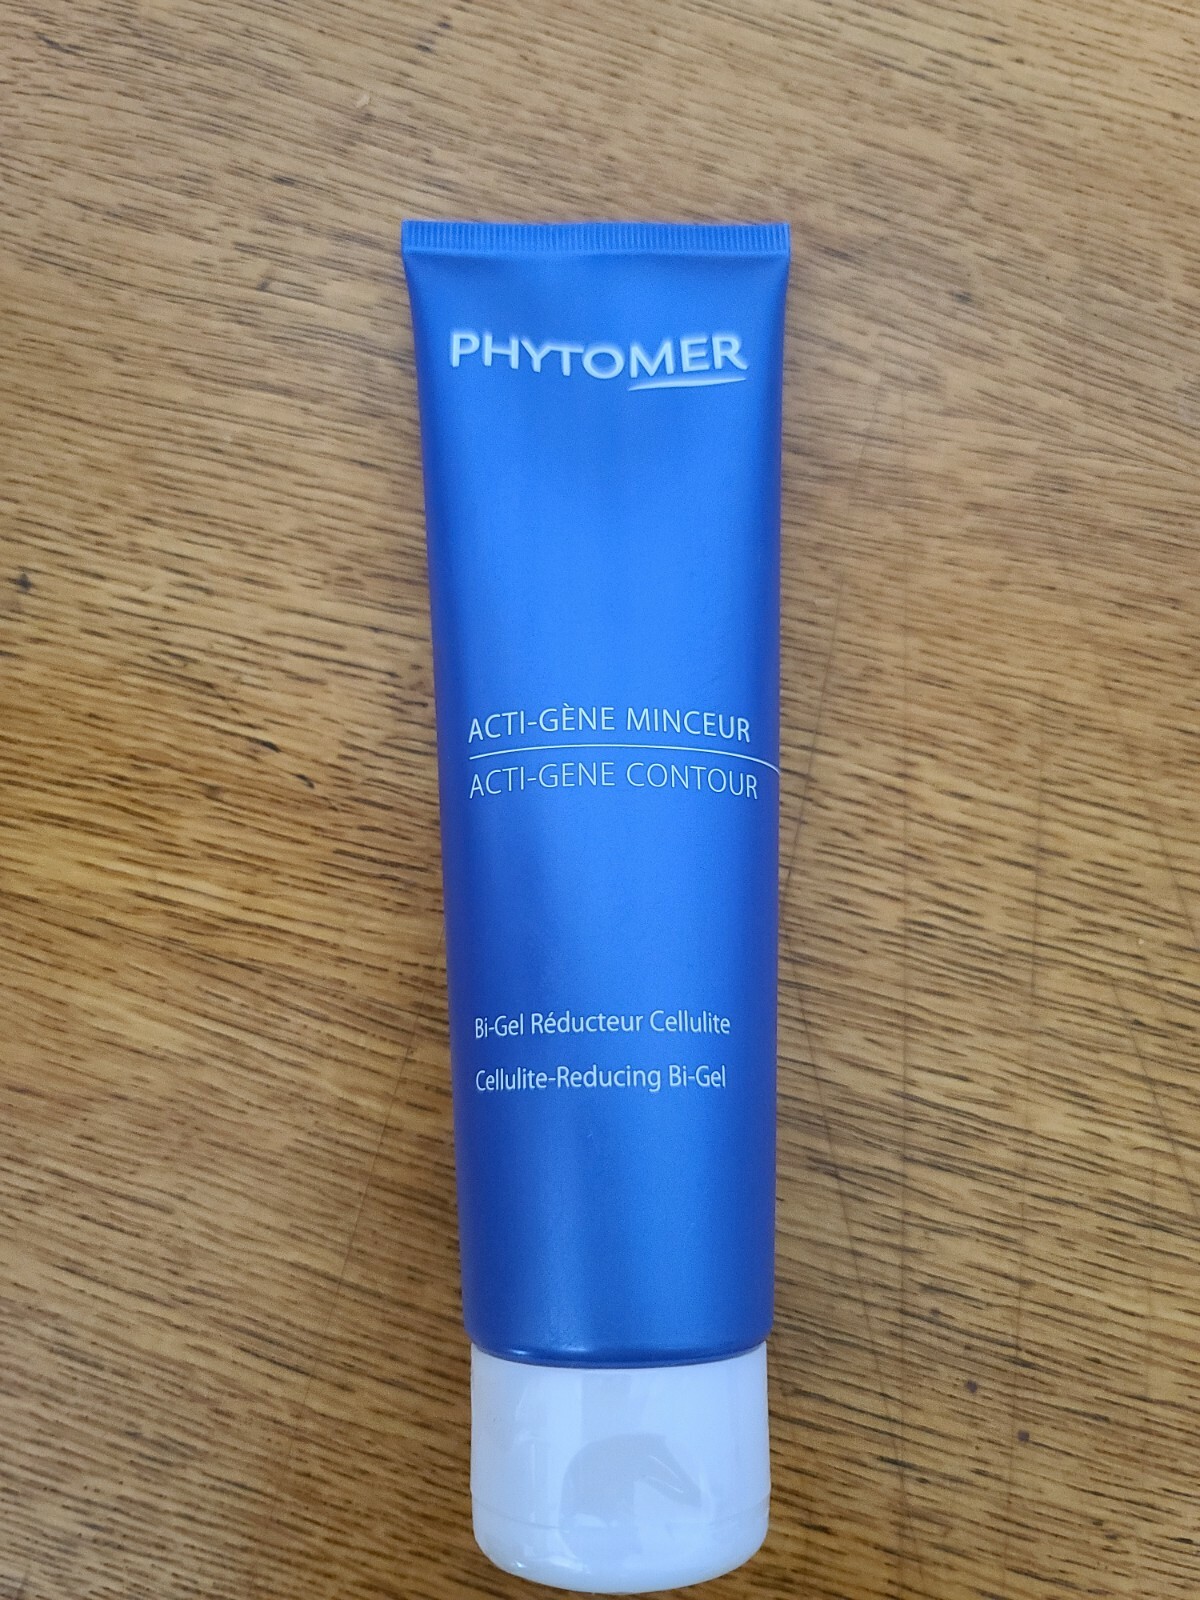 PHYTOMER
ACTI-GÈNE MINCEUR
ACTI-GENE CONTOUR
Bi-Gel Réducteur Cellulite
Cellulite-Reducing Bi-Gel